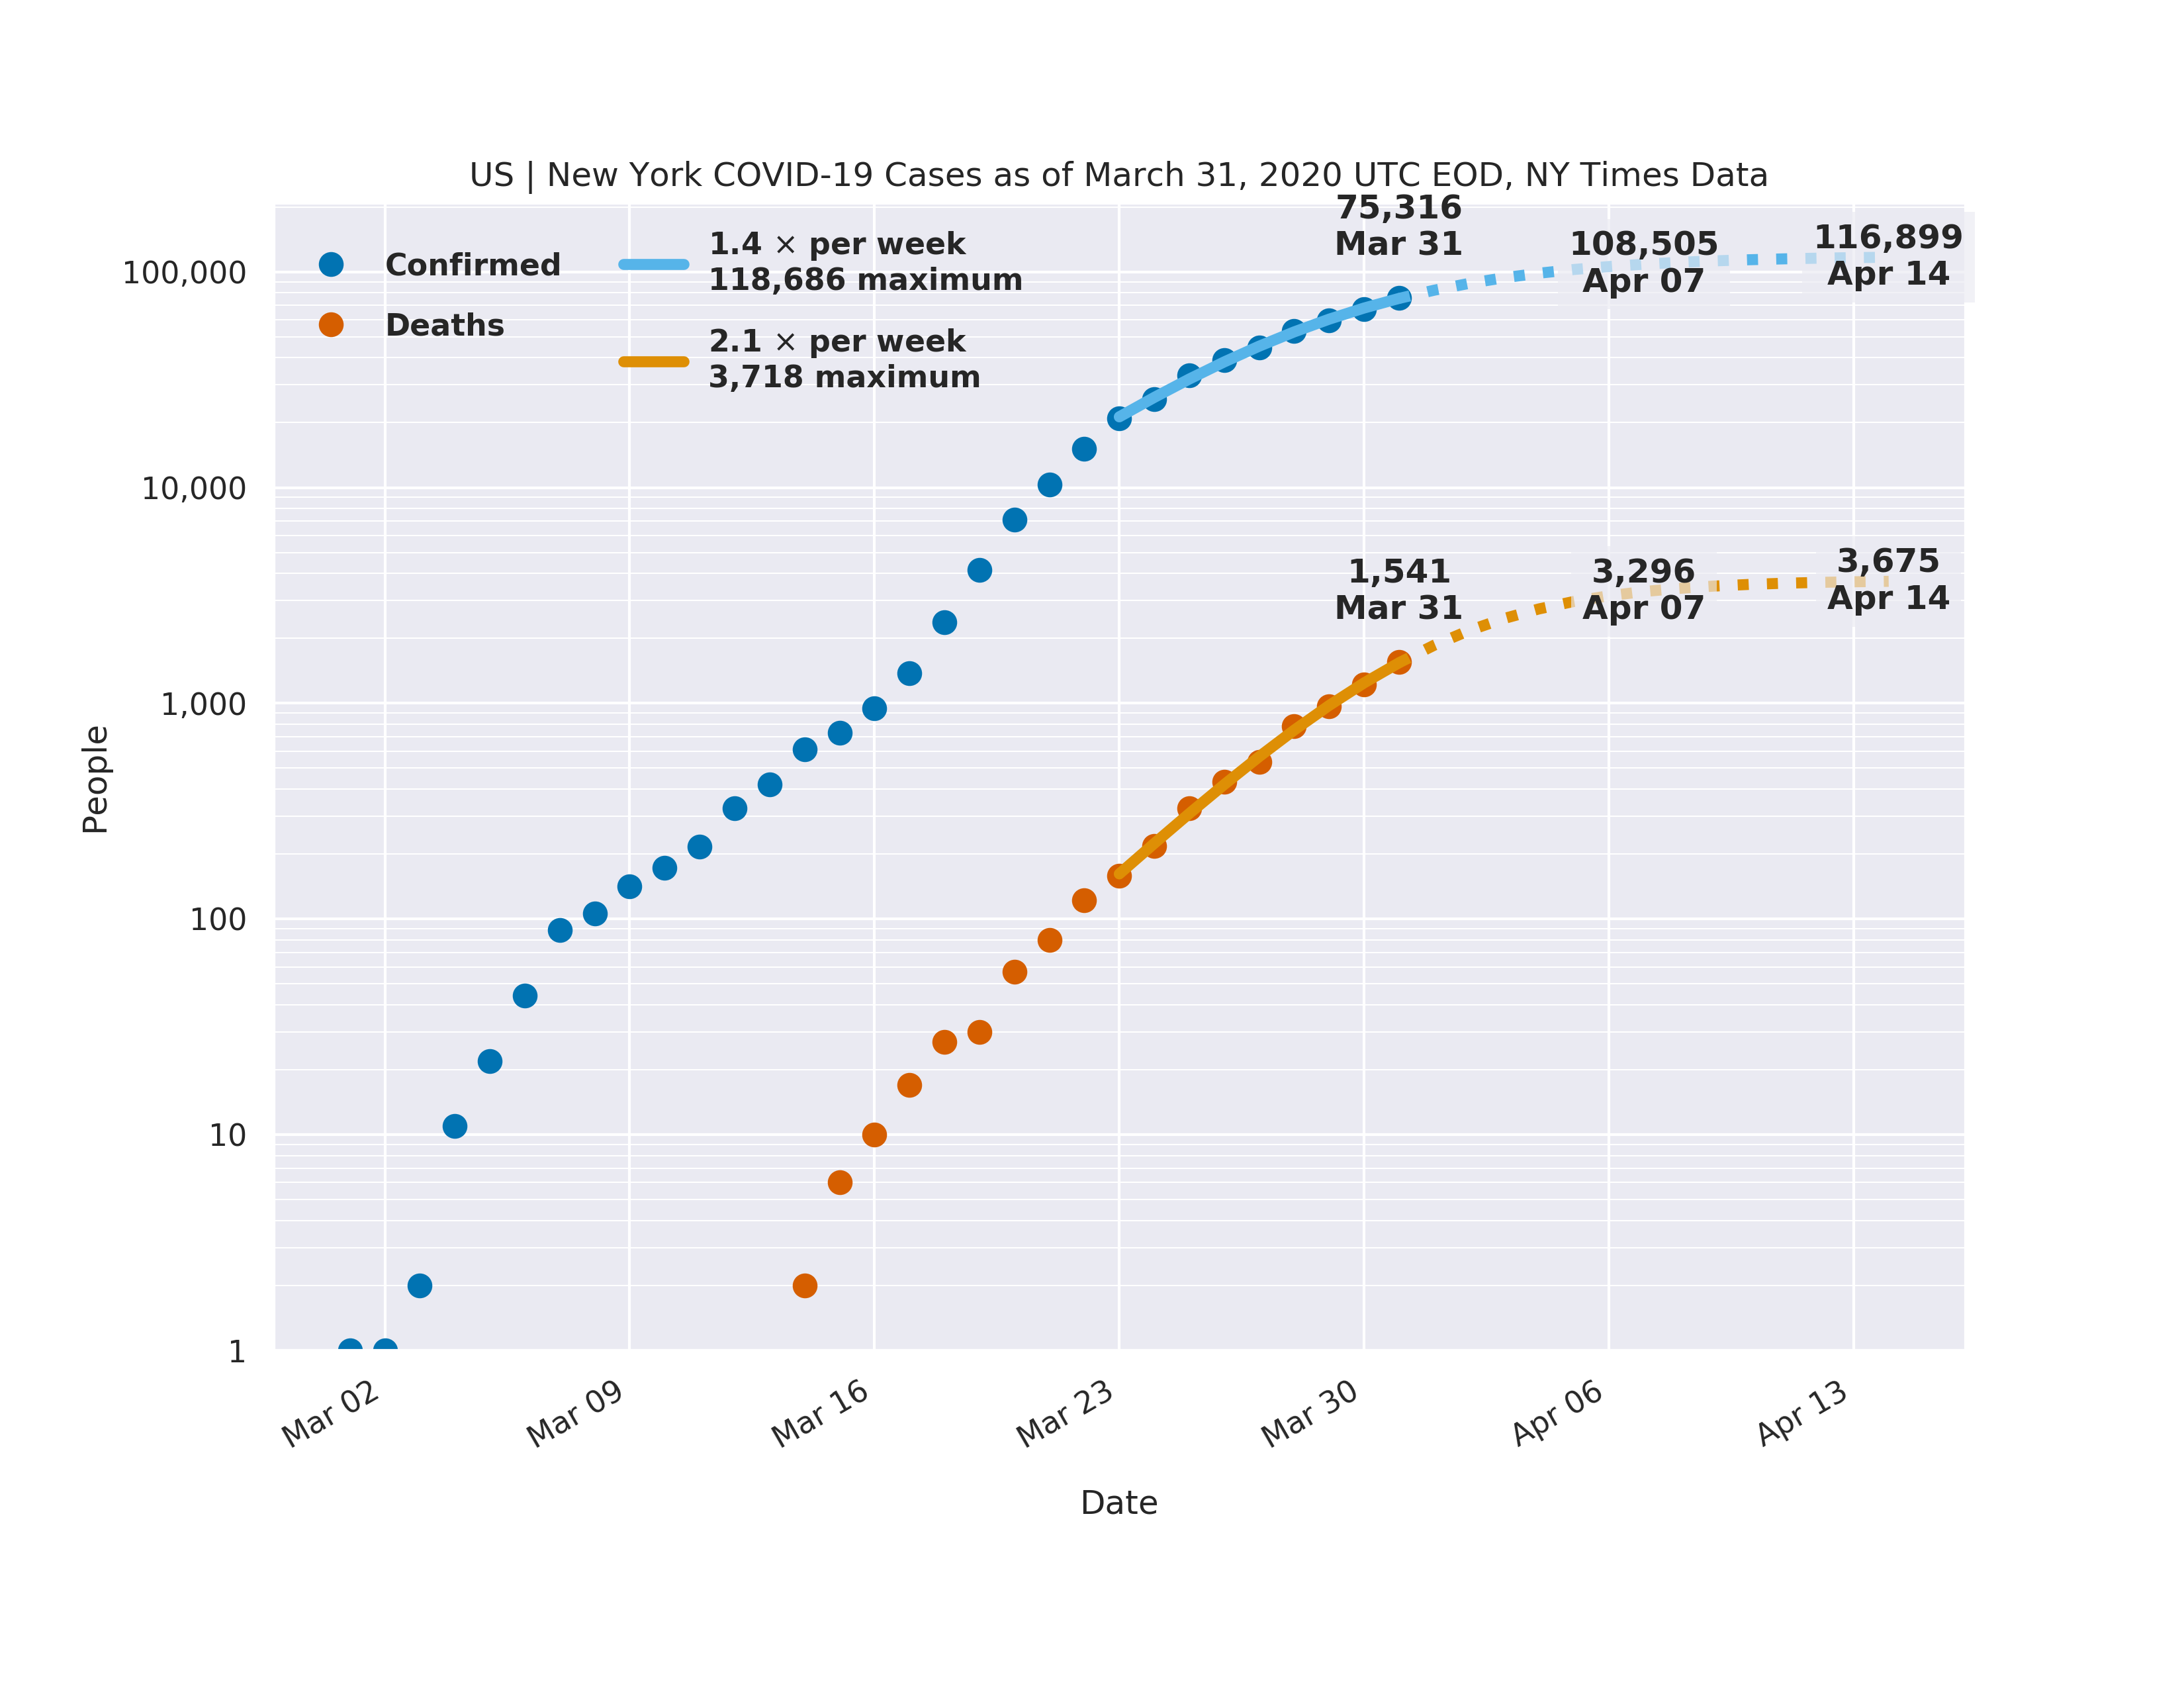 US | New York COVID-19 Cases as of March 31, 2020 UTC EOD, NY Times Data
Confirmed
Deaths
1.4 × per week
118,686 maximum
2.1 × per week
3,718 maximum
75,316
Mar 31
108,505
Apr 07
116,899
Apr 14
1,541
Mar 31
3,296
Apr 07
3,675
Apr 14
People
100,000
10,000
1,000
100
10
1
Mar 02
Mar 09
Mar 16
Mar 23
Mar 30
Apr 06
Apr 13
Date